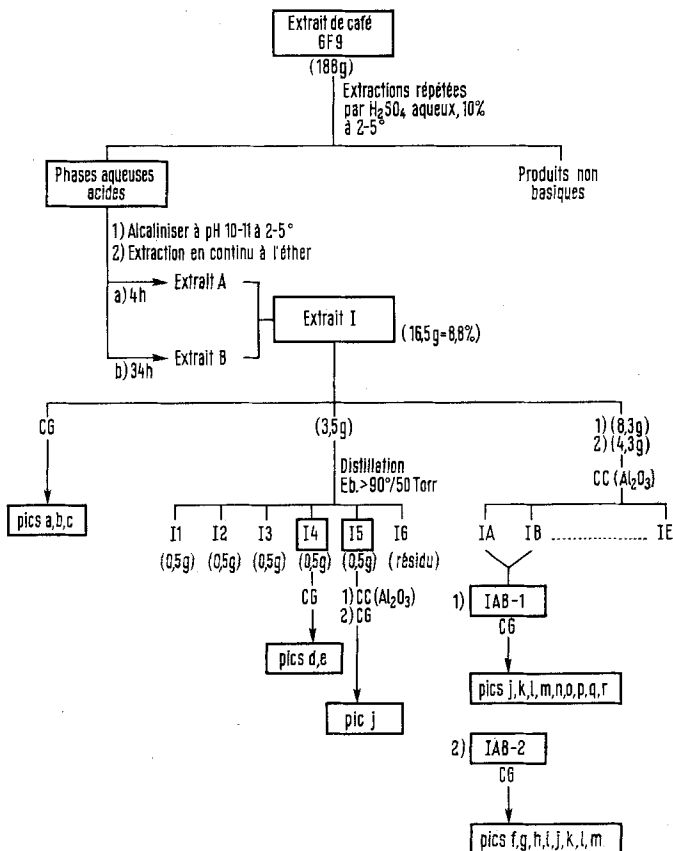 Extrait de café
6F9
(188g)
Extractions répétées
par H₂SO₄ aqueux, 10%
à 2-5°
Phases aqueuses
acides
Produits non
basiques
1) Alcaliniser à pH 10-11 à 2-5°
2) Extraction en continu à l'éther
a) 4h
Extrait A
b) 34h
Extrait B
Extrait I
(16,5g=8,8%)
CG
pics a,b,c
(3,5g)
Distillation
Eb.>90°/50 Torr
I1 I2 I3 I4 I5 I6
(0,5g) (0,5g) (0,5g) (0,5g) (0,5g) (résidu)
CG
pics d,e
1) CC(Al₂O₃)
2) CG
pic j
1) (8,3g)
2) (4,3g)
CC(Al₂O₃)
IA IB ..................... IE
1) IAB-1
CG
pics j,k,l,m,n,o,p,q,r
2) IAB-2
CG
pics f,g,h,i,j,k,l,m